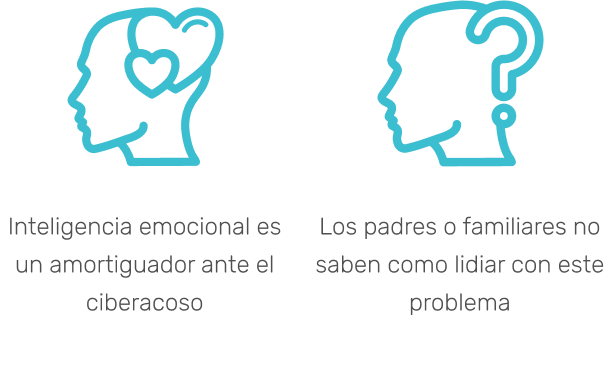 Inteligencia emocional es
un amortiguador ante el
ciberacoso
Los padres o familiares no
saben como lidiar con este
problema